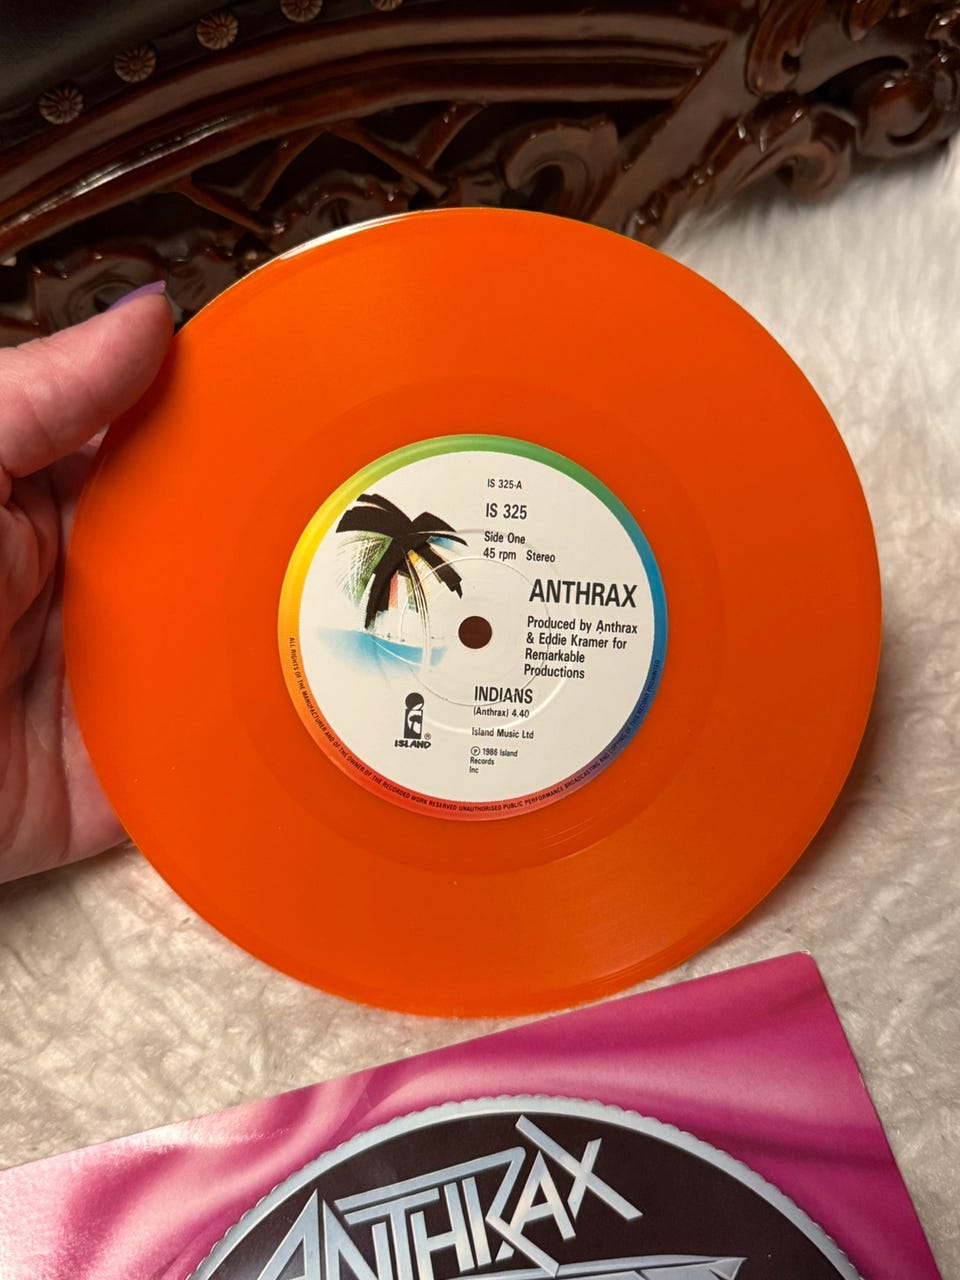 IS 325-A
IS 325
Side One
45 rpm Stereo
ANTHRAX
Produced by Anthrax
& Eddie Kramer for
Remarkable
Productions
INDIANS
(Anthrax) 4.40
Island Music Ltd
℗ 1986 Island
Records
Inc
ISLAND®
ALL RIGHTS OF THE MANUFACTURER AND OF THE OWNER OF THE RECORDED WORK RESERVED UNAUTHORISED PUBLIC PERFORMANCE BROADCASTING AND COPYING OF THIS RECORD PROHIBITED
ANTHRAX